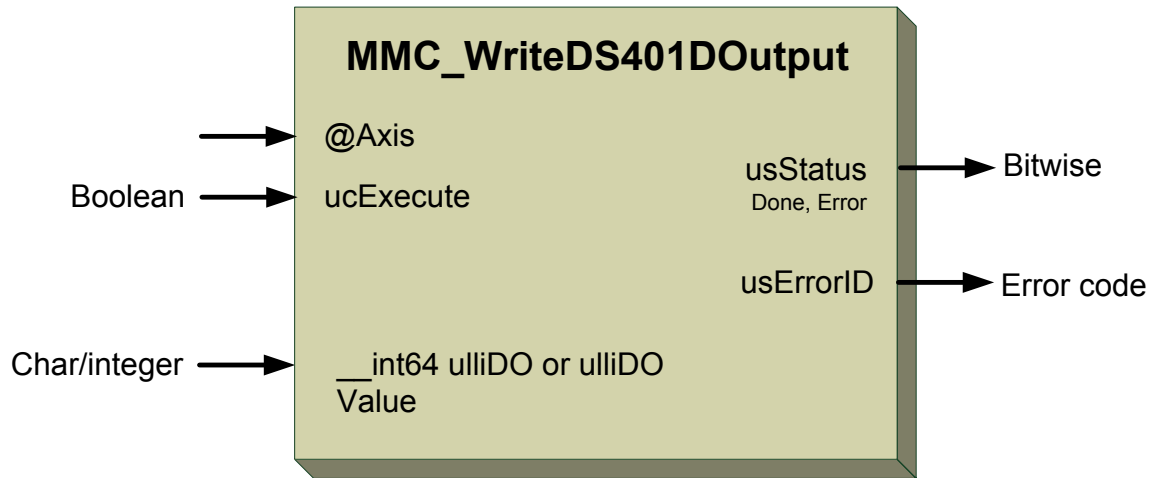 MMC_WriteDS401DOutput
@Axis
Boolean
ucExecute
usStatus
Done, Error
Bitwise
usErrorID
Error code
Char/integer
__int64 ulliDO or ulliDO
Value